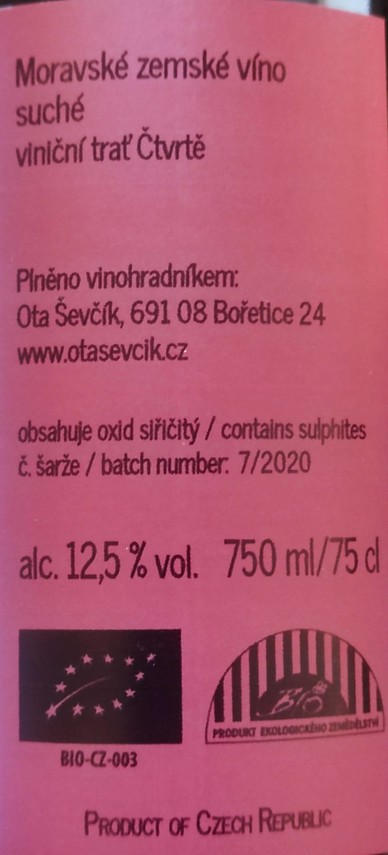 Moravské zemské víno
suché
viniční trať Čtvrtě
Plněno vinohradníkem:
Ota Ševčík, 691 08 Bořetice 24
www.otasevcik.cz
obsahuje oxid siřičitý / contains sulphites
č. šarže / batch number: 7/2020
alc. 12,5 % vol. 750 ml/75 cl
BIO
PRODUKT EKOLOGICKÉHO ZEMĚDĚLSTVÍ
BIO-CZ-003
PRODUCT OF CZECH REPUBLIC